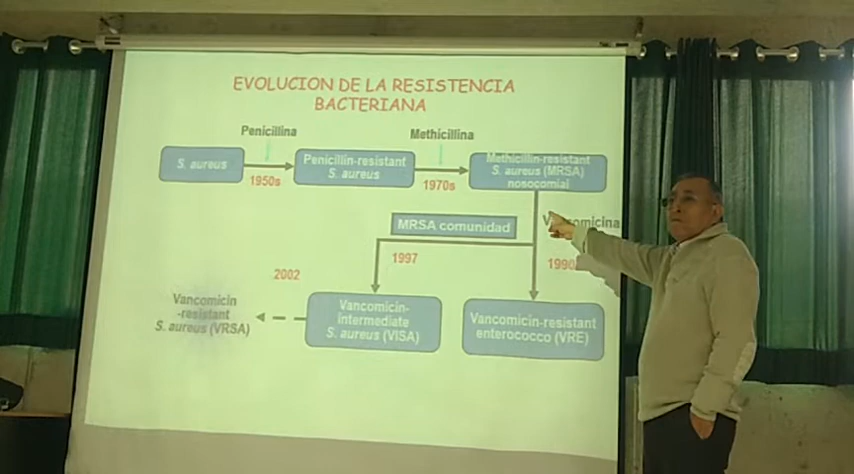 EVOLUCION DE LA RESISTENCIA
BACTERIANA
Penicillina
Methicillina
S. aureus
1950s
Penicillin-resistant
S. aureus
1970s
Methicillin-resistant
S. aureus (MRSA)
nosocomial
MRSA comunidad
1997
2002
Vancomicin
-resistant
S. aureus (VRSA)
Vancomicin-
intermediate
S. aureus (VISA)
Vancomicin-resistant
enterococco (VRE)